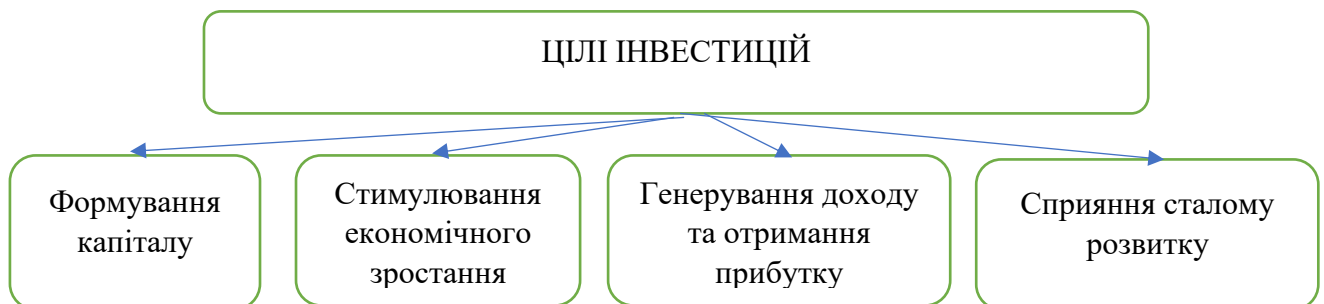 ЦІЛІ ІНВЕСТИЦІЙ
Формування
капіталу
Стимулювання
економічного
зростання
Генерування доходу
та отримання
прибутку
Сприяння сталому
розвитку